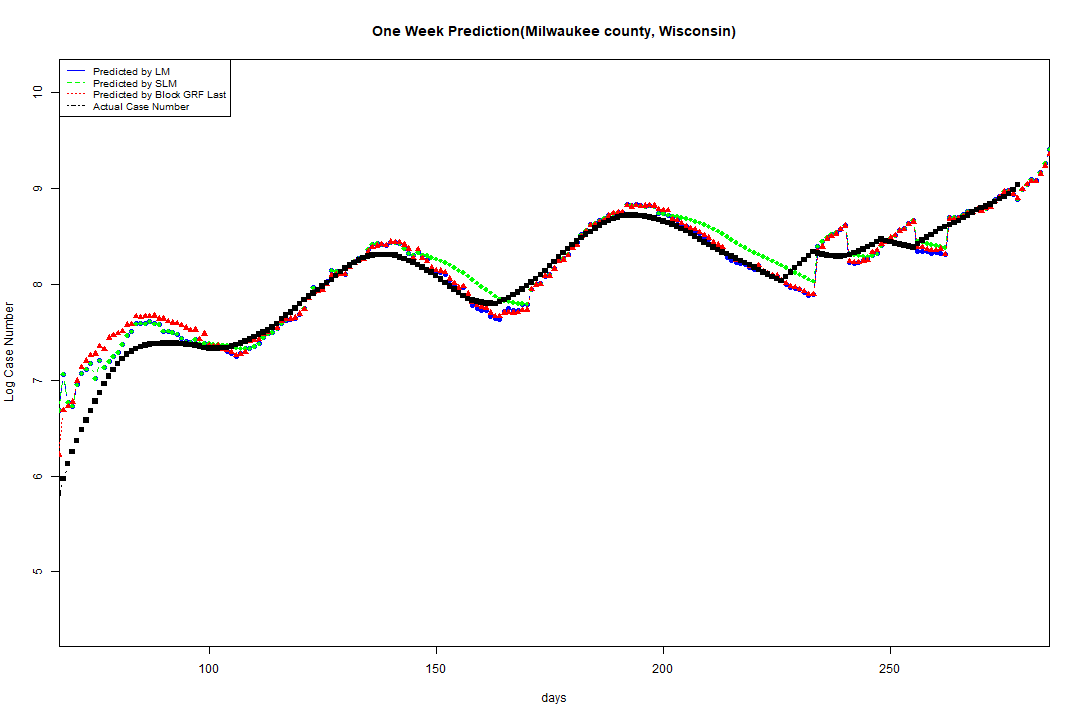 One Week Prediction(Milwaukee county, Wisconsin)
Predicted by LM
Predicted by SLM
Predicted by Block GRF Last
Actual Case Number
10
9
8
7
6
5
Log Case Number
100 150 200 250
days